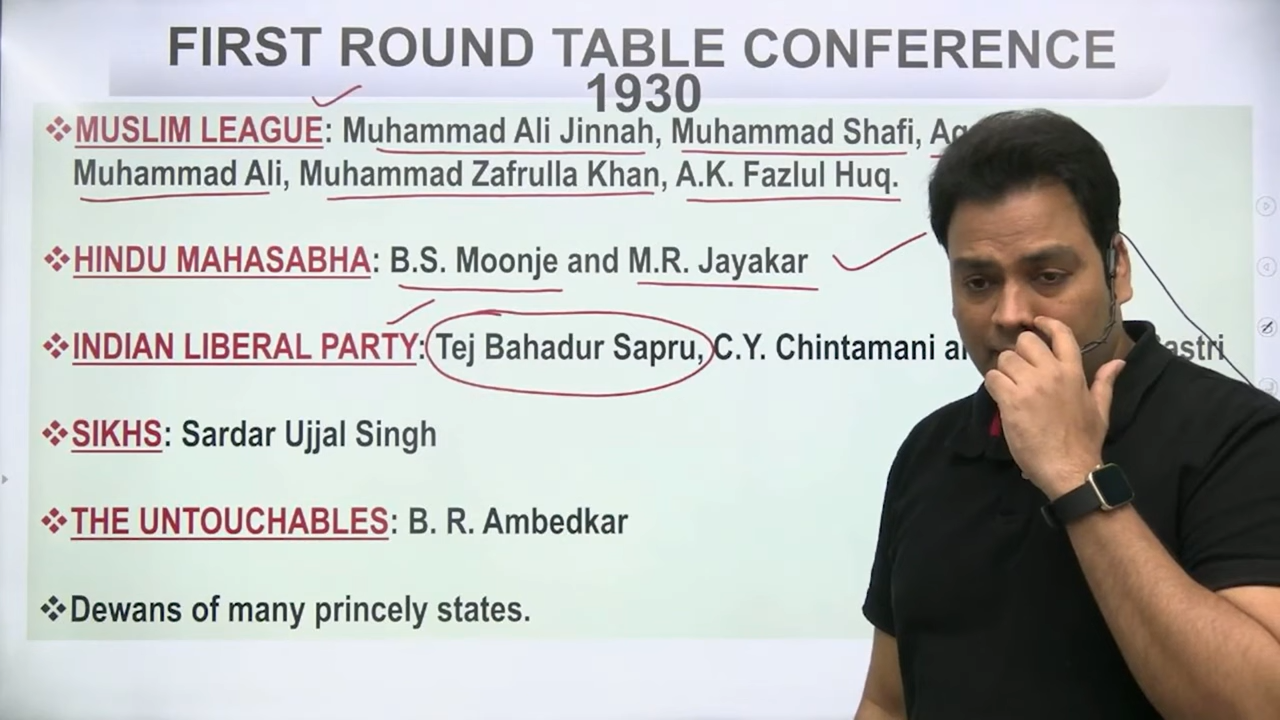 FIRST ROUND TABLE CONFERENCE
1930
❖MUSLIM LEAGUE: Muhammad Ali Jinnah, Muhammad Shafi,
Muhammad Ali, Muhammad Zafrulla Khan, A.K. Fazlul Huq.
❖HINDU MAHASABHA: B.S. Moonje and M.R. Jayakar
❖INDIAN LIBERAL PARTY: Tej Bahadur Sapru, C.Y. Chintamani
❖SIKHS: Sardar Ujjal Singh
❖THE UNTOUCHABLES: B. R. Ambedkar
❖Dewans of many princely states.